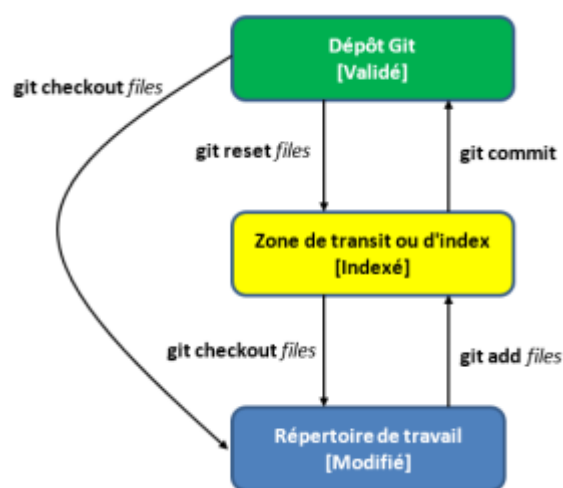 Dépôt Git
[Validé]
git checkout files
git reset files
git commit
Zone de transit ou d'index
[Indexé]
git checkout files
git add files
Répertoire de travail
[Modifié]